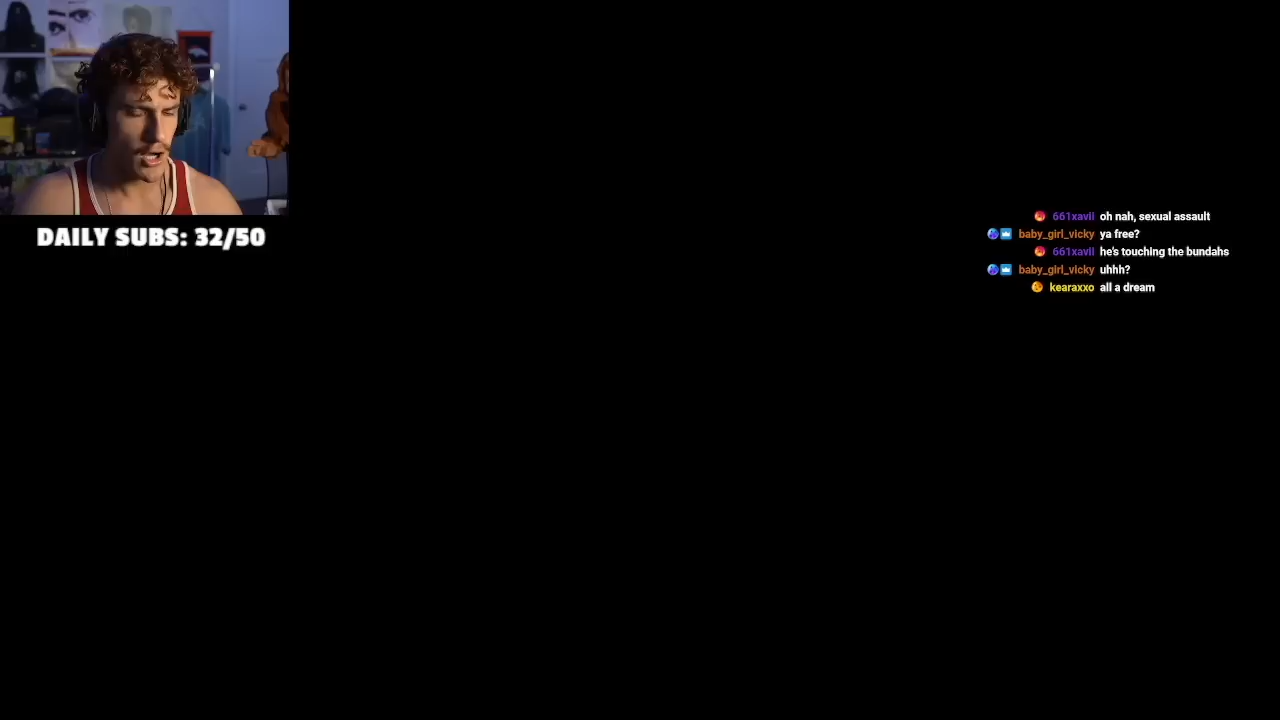 DAILY SUBS: 32/50
661xavii oh nah, sexual assault
baby_girl_vicky ya free?
661xavii he's touching the bundahs
baby_girl_vicky uhhh?
kearaxxo all a dream